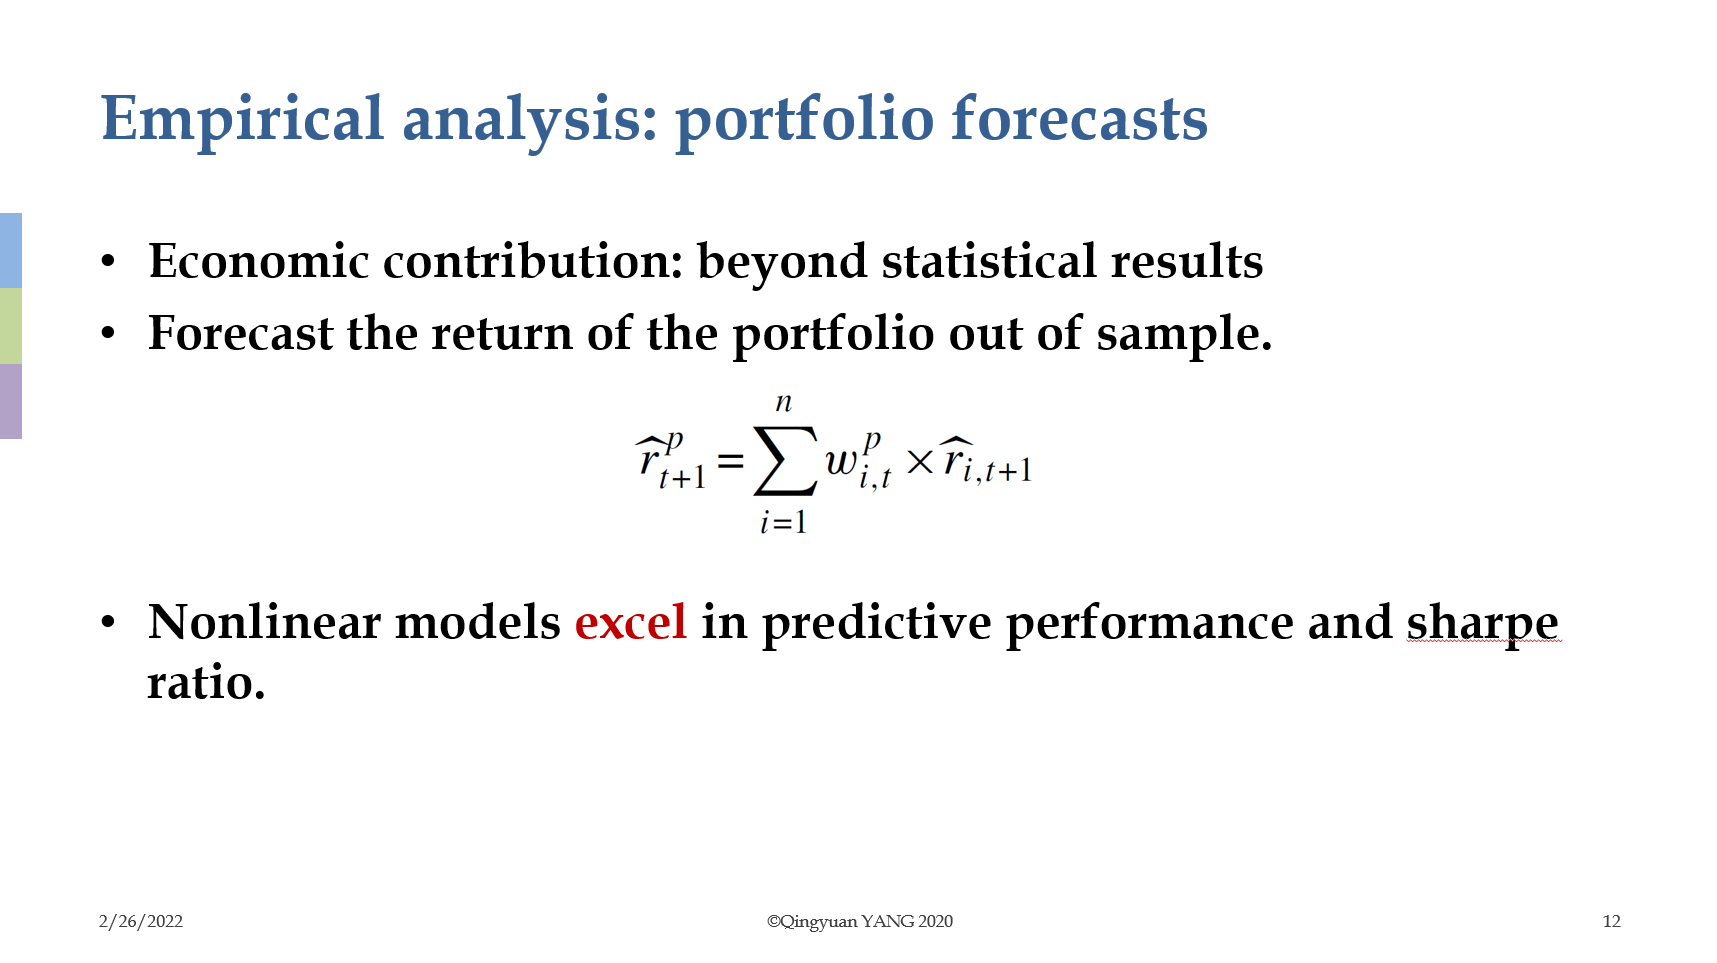 Empirical analysis: portfolio forecasts
• Economic contribution: beyond statistical results
• Forecast the return of the portfolio out of sample.
$\widehat{r}^{p}_{t+1} = \sum_{i=1}^{n} w^{p}_{i,t} \times \widehat{r}_{i,t+1}$
• Nonlinear models excel in predictive performance and sharpe
ratio.
2/26/2022
©Qingyuan YANG 2020
12